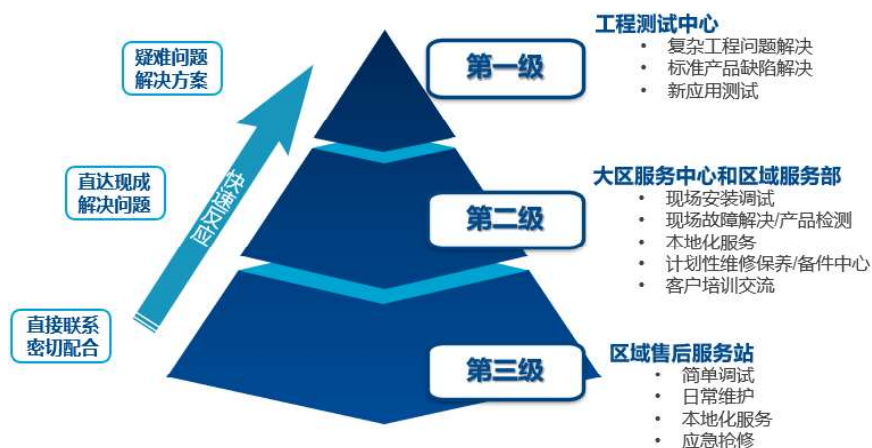 工程测试中心
疑难问题
解决方案
第一级
• 复杂工程问题解决
• 标准产品缺陷解决
• 新应用测试
直达现成
解决问题
快速反应
大区服务中心和区域服务部
第二级
• 现场安装调试
• 现场故障解决/产品检测
• 本地化服务
• 计划性维修保养/备件中心
• 客户培训交流
直接联系
密切配合
区域售后服务站
第三级
• 简单调试
• 日常维护
• 本地化服务
• 应急抢修